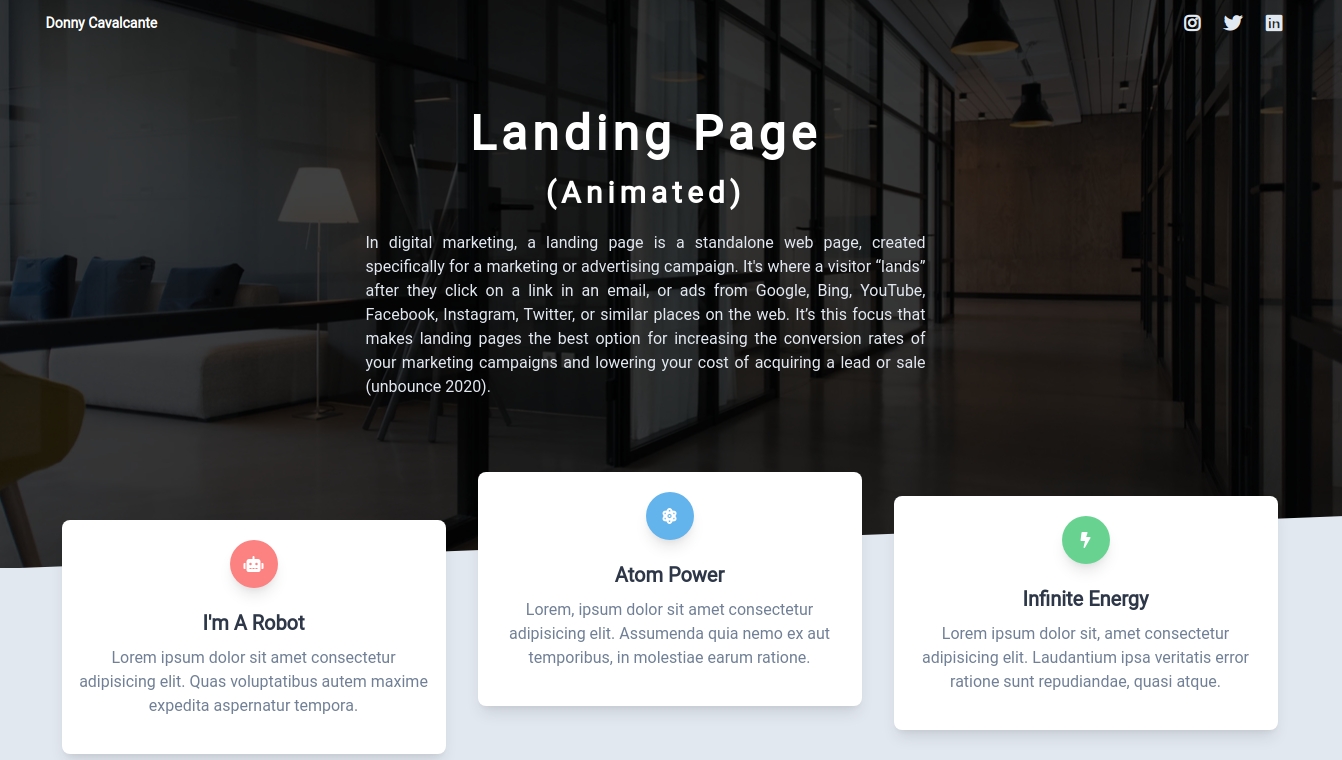 Donny Cavalcante
Landing Page
(Animated)
In digital marketing, a landing page is a standalone web page, created
specifically for a marketing or advertising campaign. It's where a visitor “lands”
after they click on a link in an email, or ads from Google, Bing, YouTube,
Facebook, Instagram, Twitter, or similar places on the web. It’s this focus that
makes landing pages the best option for increasing the conversion rates of
your marketing campaigns and lowering your cost of acquiring a lead or sale
(unbounce 2020).
I'm A Robot
Lorem ipsum dolor sit amet consectetur
adipisicing elit. Quas voluptatibus autem maxime
expedita aspernatur tempora.
Atom Power
Lorem, ipsum dolor sit amet consectetur
adipisicing elit. Assumenda quia nemo ex aut
temporibus, in molestiae earum ratione.
Infinite Energy
Lorem ipsum dolor sit, amet consectetur
adipisicing elit. Laudantium ipsa veritatis error
ratione sunt repudiandae, quasi atque.